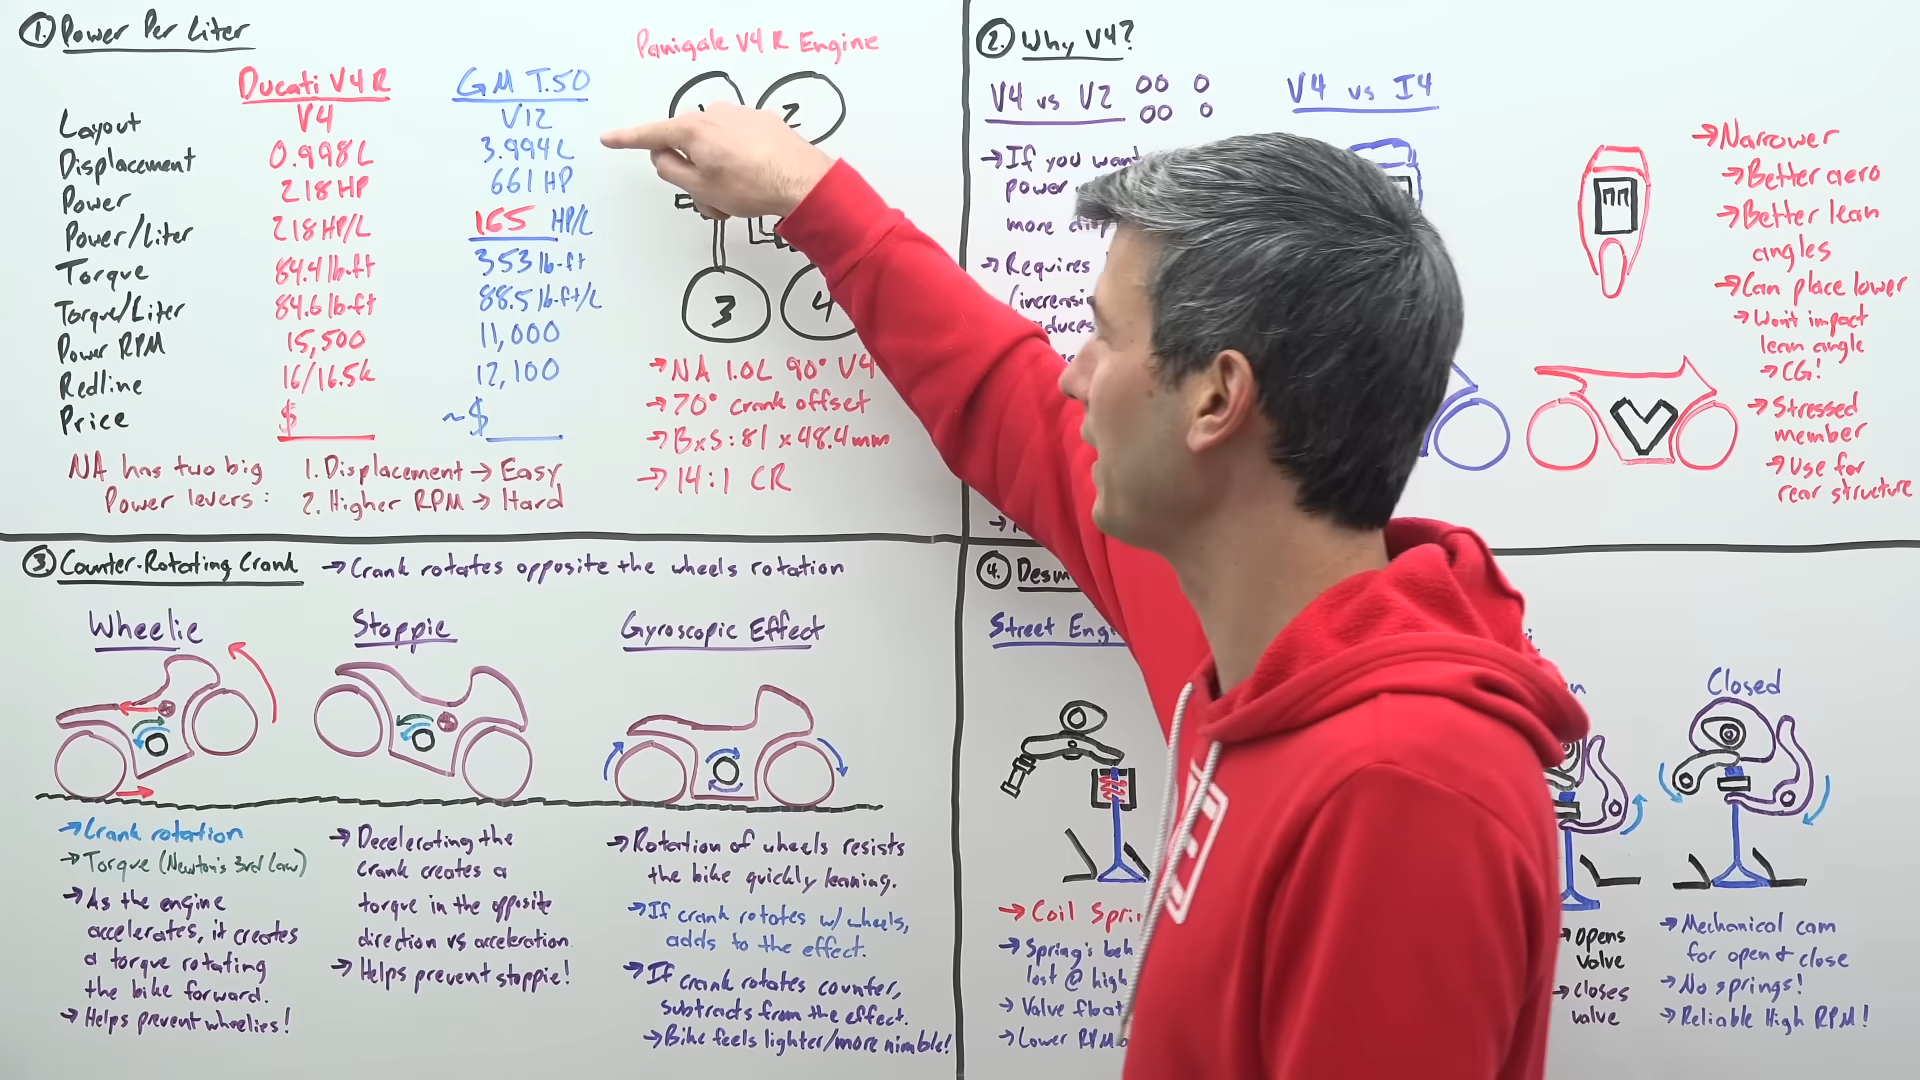 1. Power Per Liter
Ducati V4 R GM T.50
Layout V4 V12
Displacement 0.998L 3.994L
Power 218 HP 661 HP
Power/Liter 218 HP/L 165 HP/L
Torque 84.4 lb-ft 353 lb-ft
Torque/Liter 84.6 lb-ft 88.5 lb-ft/L
Power RPM 15,500 11,000
Redline 16/16.5k 12,100
Price $ ~$
NA has two big
Power levers:
1. Displacement → Easy
2. Higher RPM → Hard
Panigale V4 R Engine
2
3 4
→ NA 1.0L 90° V4
→ 70° crank offset
→ BxS: 81 x 48.4mm
→ 14:1 CR
2. Why V4?
V4 vs V2
→ If you want
power
more
→ Requires
V4 vs I4
→ Narrower
→ Better aero
→ Better lean
angles
→ Can place lower
→ Won't impact
lean angle
→ CG!
→ Stressed
member
→ Use for
rear structure
3. Counter-Rotating Crank → Crank rotates opposite the wheels rotation
Wheelie
→ Crank rotation
→ Torque (Newton's 3rd Law)
→ As the engine
accelerates, it creates
a torque rotating
the bike forward.
→ Helps prevent wheelies!
Stoppie
→ Decelerating the
crank creates a
torque in the opposite
direction vs acceleration.
→ Helps prevent stoppie!
Gyroscopic Effect
→ Rotation of wheels resists
the bike quickly leaning.
→ If crank rotates w/ wheels,
adds to the effect.
→ If crank rotates counter,
subtracts from the effect.
→ Bike feels lighter/more nimble!
4.
Street
→ Coil
→ Spring's
lost @ high
→ Valve float
→ Lower RPM
→ Opens
valve
→ closes
valve
Closed
→ Mechanical cam
for open & close
→ No springs!
→ Reliable High RPM!